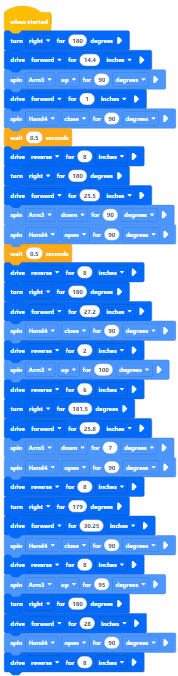 when started
turn right for 180 degrees
drive forward for 14.4 inches
spin Arm3 up for 90 degrees
drive forward for 1 inches
spin Hand4 close for 90 degrees
wait 0.5 seconds
drive reverse for 8 inches
turn right for 180 degrees
drive forward for 25.5 inches
spin Arm3 down for 90 degrees
spin Hand4 open for 90 degrees
wait 0.5 seconds
drive reverse for 8 inches
turn right for 180 degrees
drive forward for 27.2 inches
spin Hand4 close for 90 degrees
drive reverse for 2 inches
spin Arm3 up for 100 degrees
drive reverse for 6 inches
turn right for 181.5 degrees
drive forward for 25.8 inches
spin Arm3 down for 7 degrees
spin Hand4 open for 90 degrees
drive reverse for 8 inches
turn right for 179 degrees
drive forward for 30.25 inches
spin Hand4 close for 90 degrees
drive reverse for 8 inches
spin Arm3 up for 95 degrees
turn right for 180 degrees
drive forward for 28 inches
spin Hand4 open for 90 degrees
drive reverse for 8 inches